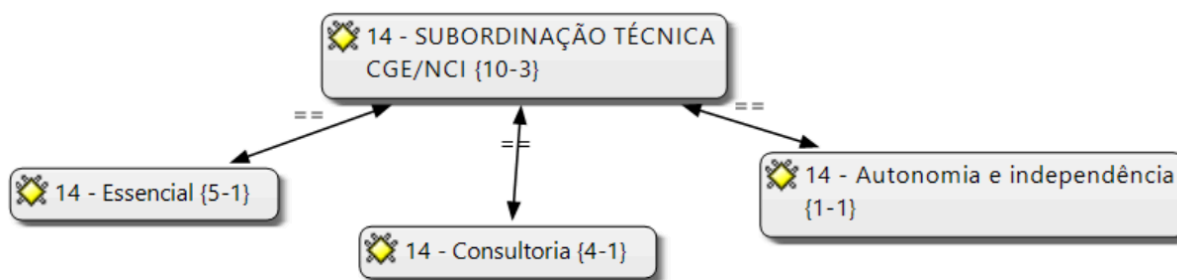 14 - SUBORDINAÇÃO TÉCNICA
CGE/NCI {10-3}
==
==
==
14 - Essencial {5-1}
14 - Autonomia e independência
{1-1}
14 - Consultoria {4-1}